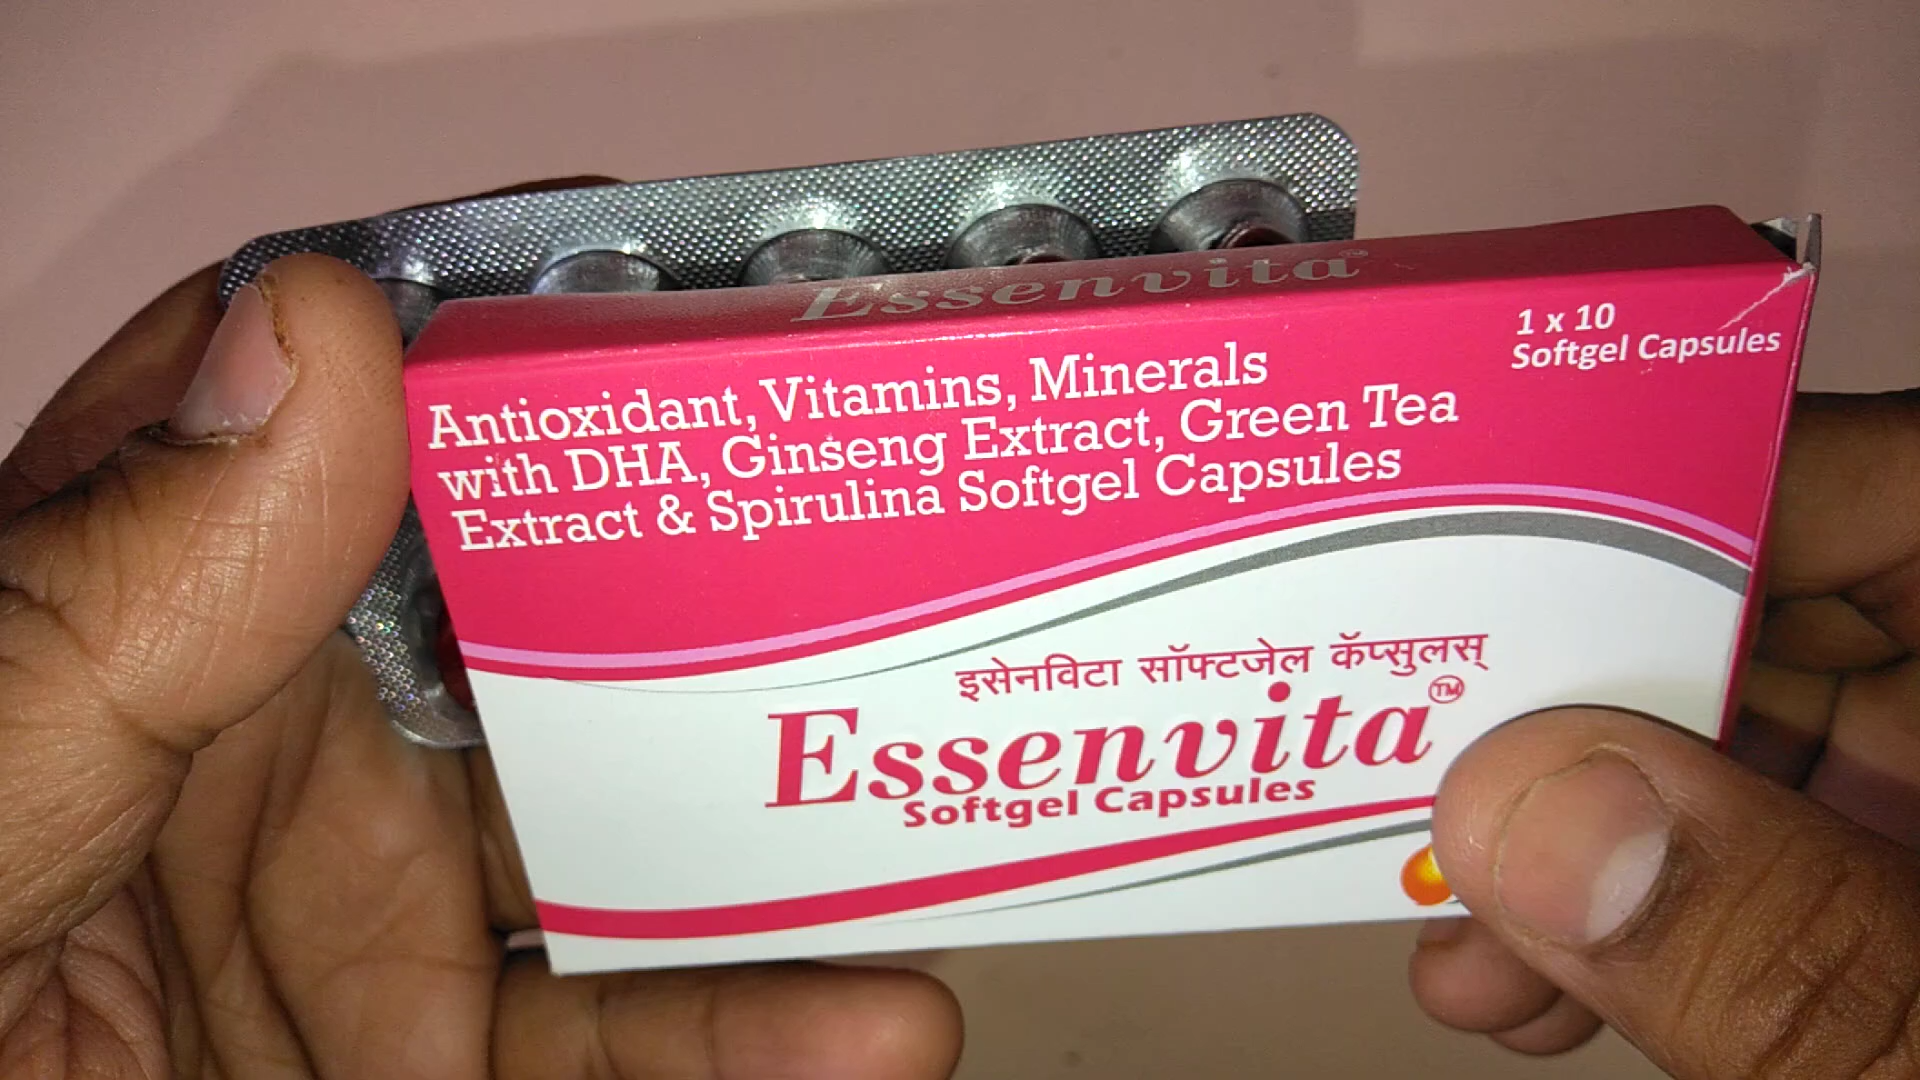 Essenvita
Antioxidant, Vitamins, Minerals
with DHA, Ginseng Extract, Green Tea
Extract & Spirulina Softgel Capsules
1 x 10
Softgel Capsules
इसेनविटा सॉफ्टजेल कॅप्सुलस्
Essenvita™
Softgel Capsules